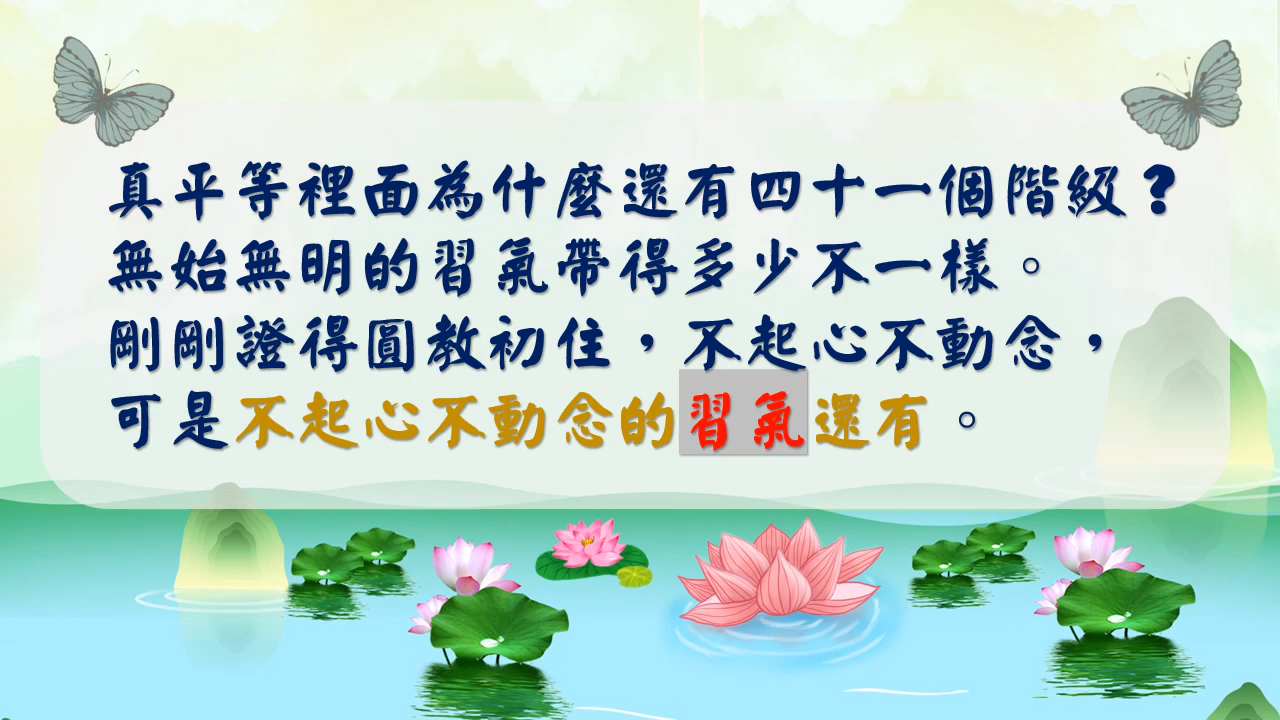 真平等裡面為什麼還有四十一個階級？
無始無明的習氣帶得多少不一樣。
剛剛證得圓教初住，不起心不動念，
可是不起心不動念的習氣還有。